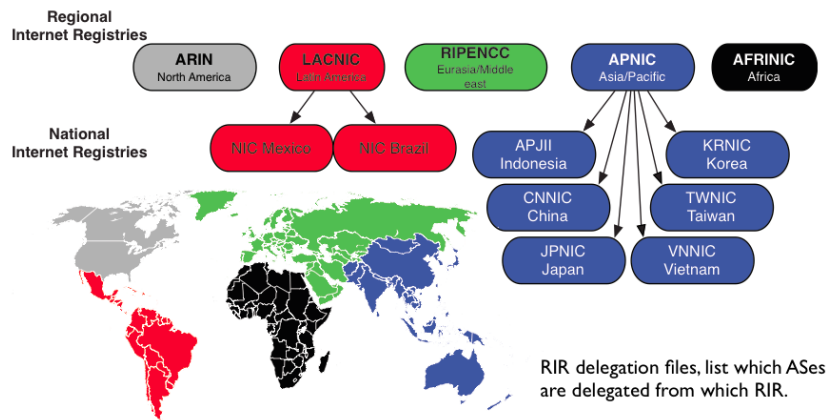 Regional
Internet Registries
ARIN
North America
LACNIC
Latin America
RIPENCC
Eurasia/Middle
east
APNIC
Asia/Pacific
AFRINIC
Africa
National
Internet Registries
NIC Mexico
NIC Brazil
APJII
Indonesia
KRNIC
Korea
CNNIC
China
TWNIC
Taiwan
JPNIC
Japan
VNNIC
Vietnam
RIR delegation files, list which ASes
are delegated from which RIR.